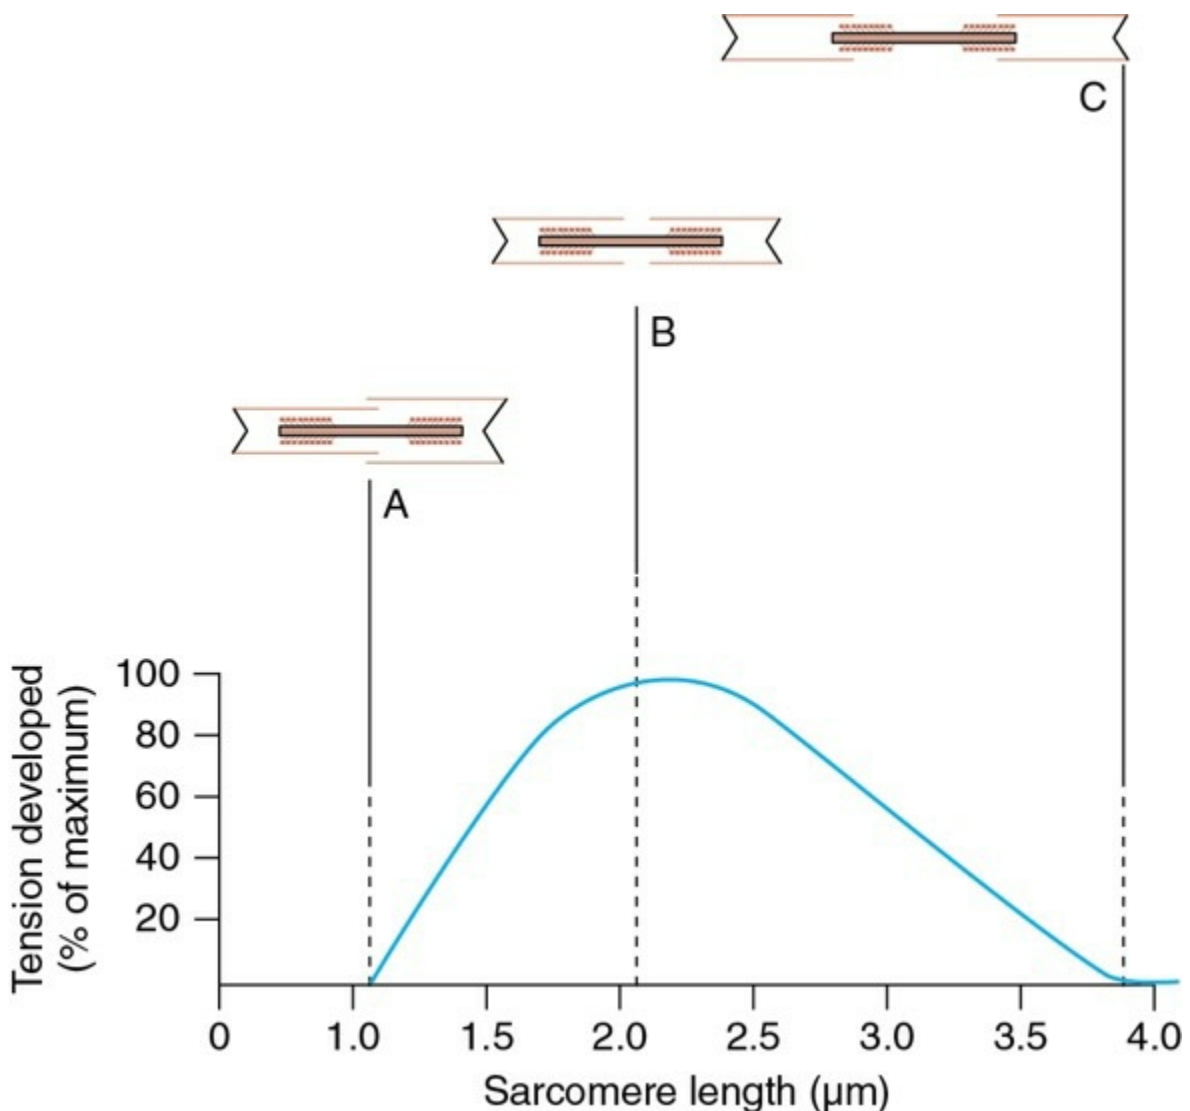 C
B
A
Tension developed
(% of maximum)
100
80
60
40
20
0 1.0 1.5 2.0 2.5 3.0 3.5 4.0
Sarcomere length (μm)